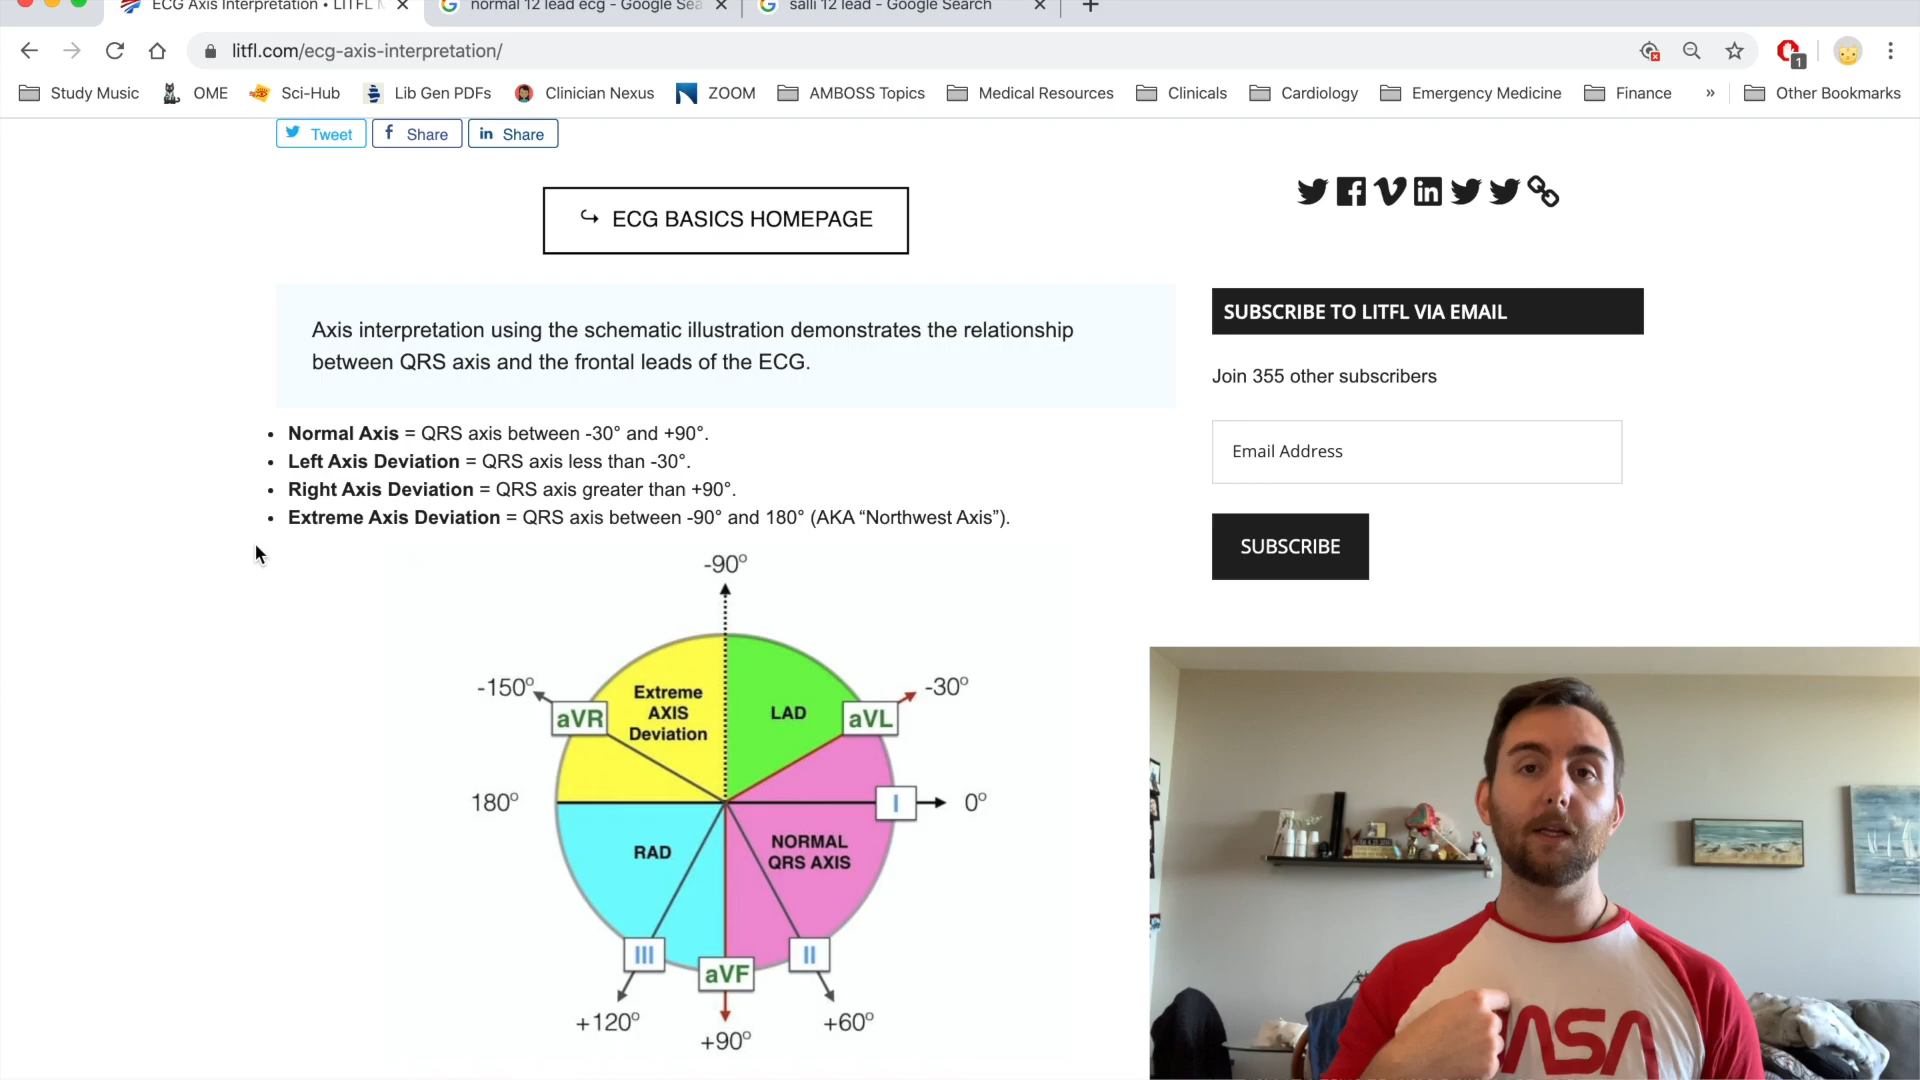 ECG Axis Interpretation • LITFL
normal 12 lead ecg - Google Sea
salli 12 lead - Google Search
litfl.com/ecg-axis-interpretation/
1
Study Music
OME
Sci-Hub
Lib Gen PDFs
Clinician Nexus
ZOOM
AMBOSS Topics
Medical Resources
Clinicals
Cardiology
Emergency Medicine
Finance
»
Other Bookmarks
Tweet
Share
in Share
ECG BASICS HOMEPAGE
Axis interpretation using the schematic illustration demonstrates the relationship
between QRS axis and the frontal leads of the ECG.
• Normal Axis = QRS axis between -30° and +90°.
• Left Axis Deviation = QRS axis less than -30°.
• Right Axis Deviation = QRS axis greater than +90°.
• Extreme Axis Deviation = QRS axis between -90° and 180° (AKA “Northwest Axis”).
-90°
-150°
-30°
aVR
Extreme
AXIS
Deviation
LAD
aVL
180°
I
0°
RAD
NORMAL
QRS AXIS
III
aVF
II
+120°
+90°
+60°
SUBSCRIBE TO LITFL VIA EMAIL
Join 355 other subscribers
Email Address
SUBSCRIBE
NASA